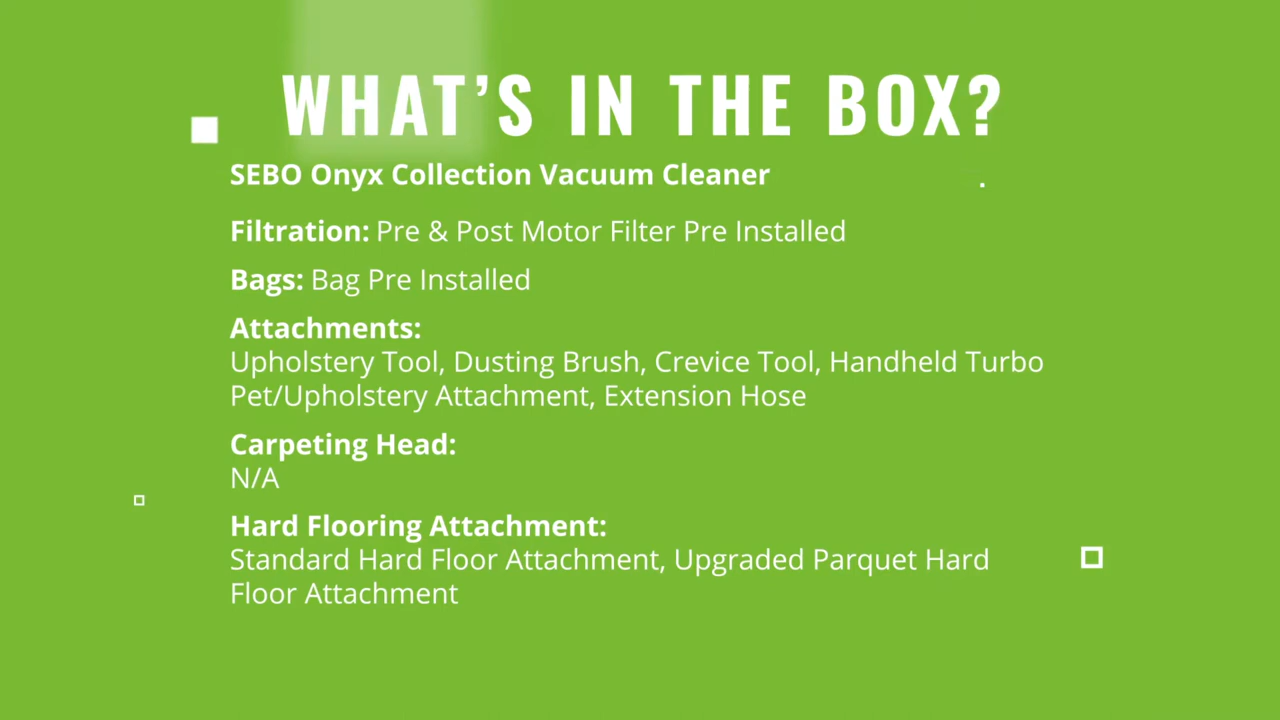 WHAT’S IN THE BOX?
SEBO Onyx Collection Vacuum Cleaner
Filtration: Pre & Post Motor Filter Pre Installed
Bags: Bag Pre Installed
Attachments:
Upholstery Tool, Dusting Brush, Crevice Tool, Handheld Turbo
Pet/Upholstery Attachment, Extension Hose
Carpeting Head:
N/A
Hard Flooring Attachment:
Standard Hard Floor Attachment, Upgraded Parquet Hard
Floor Attachment